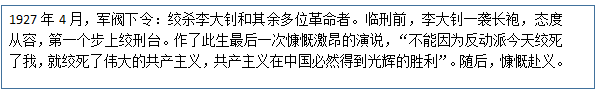 1927 年 4 月，军阀下令：绞杀李大钊和其余多位革命者。临刑前，李大钊一袭长袍，态度
从容，第一个步上绞刑台。作了此生最后一次慷慨激昂的演说，“不能因为反动派今天绞死
了我，就绞死了伟大的共产主义，共产主义在中国必然得到光辉的胜利”。随后，慷慨赴义。